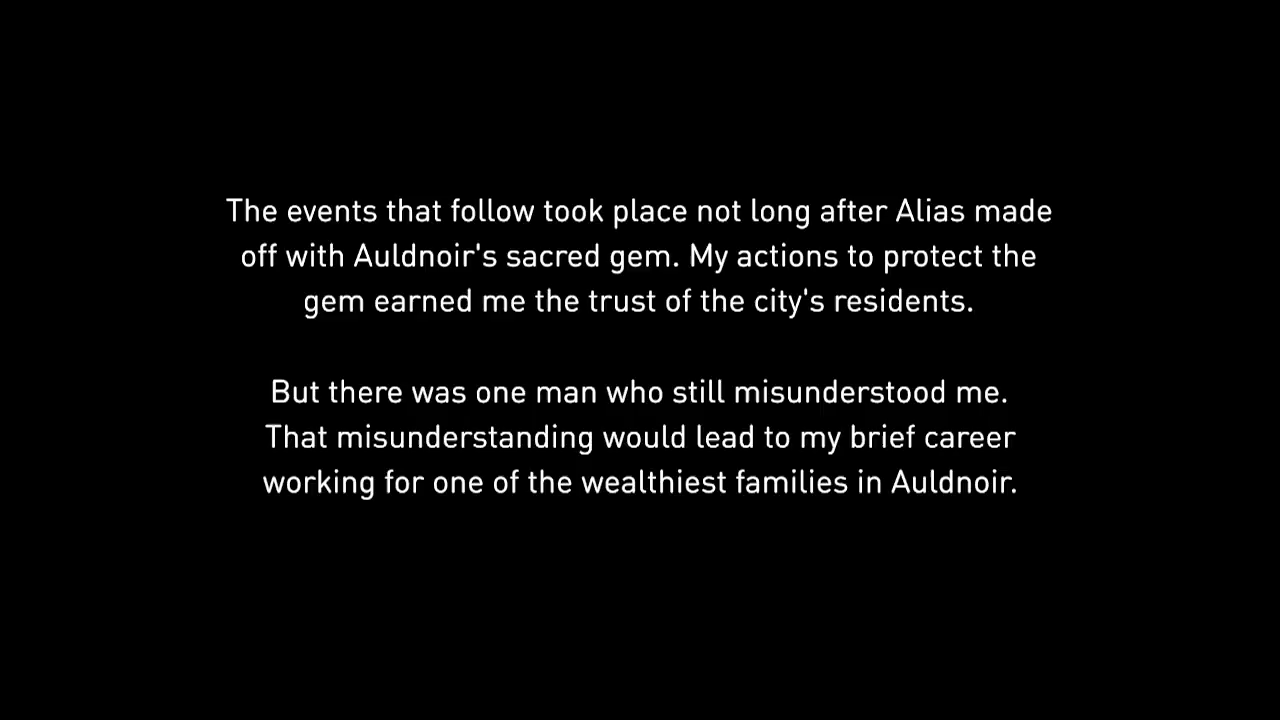 The events that follow took place not long after Alias made
off with Auldnoir's sacred gem. My actions to protect the
gem earned me the trust of the city's residents.
But there was one man who still misunderstood me.
That misunderstanding would lead to my brief career
working for one of the wealthiest families in Auldnoir.